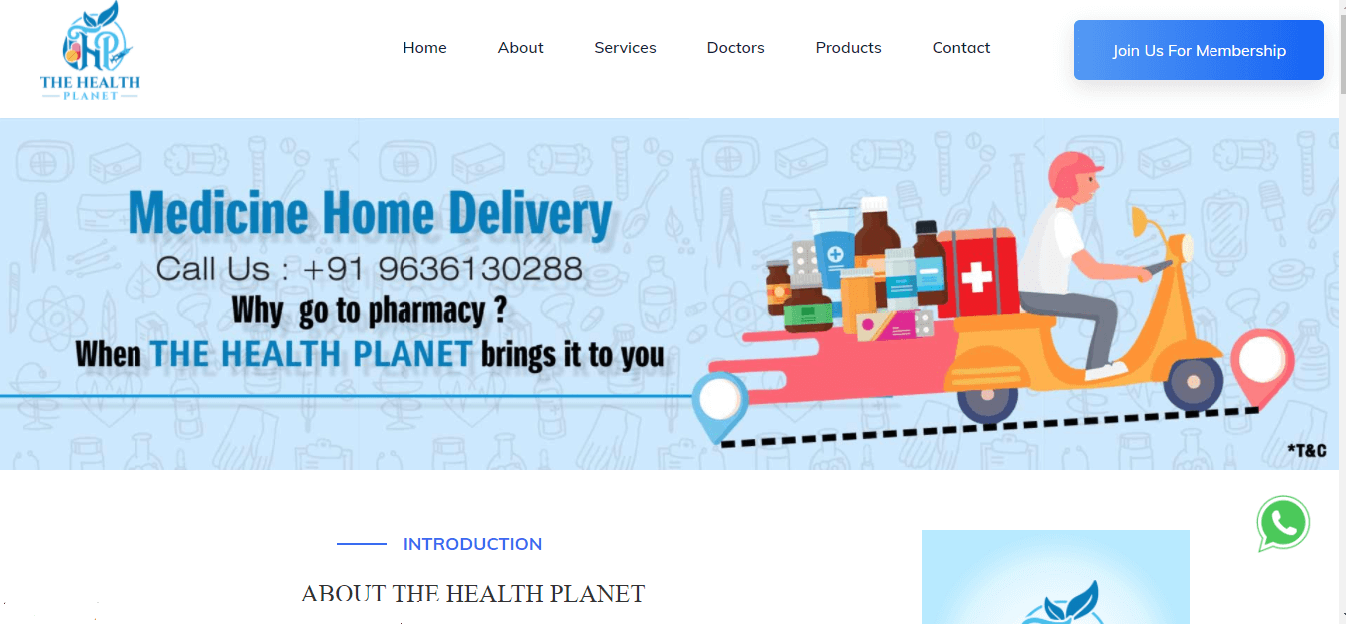 THE HEALTH
PLANET
Home About Services Doctors Products Contact
Join Us For Membership
Medicine Home Delivery
Call Us : +91 9636130288
Why go to pharmacy ?
When THE HEALTH PLANET brings it to you
*T&C
INTRODUCTION
ABOUT THE HEALTH PLANET